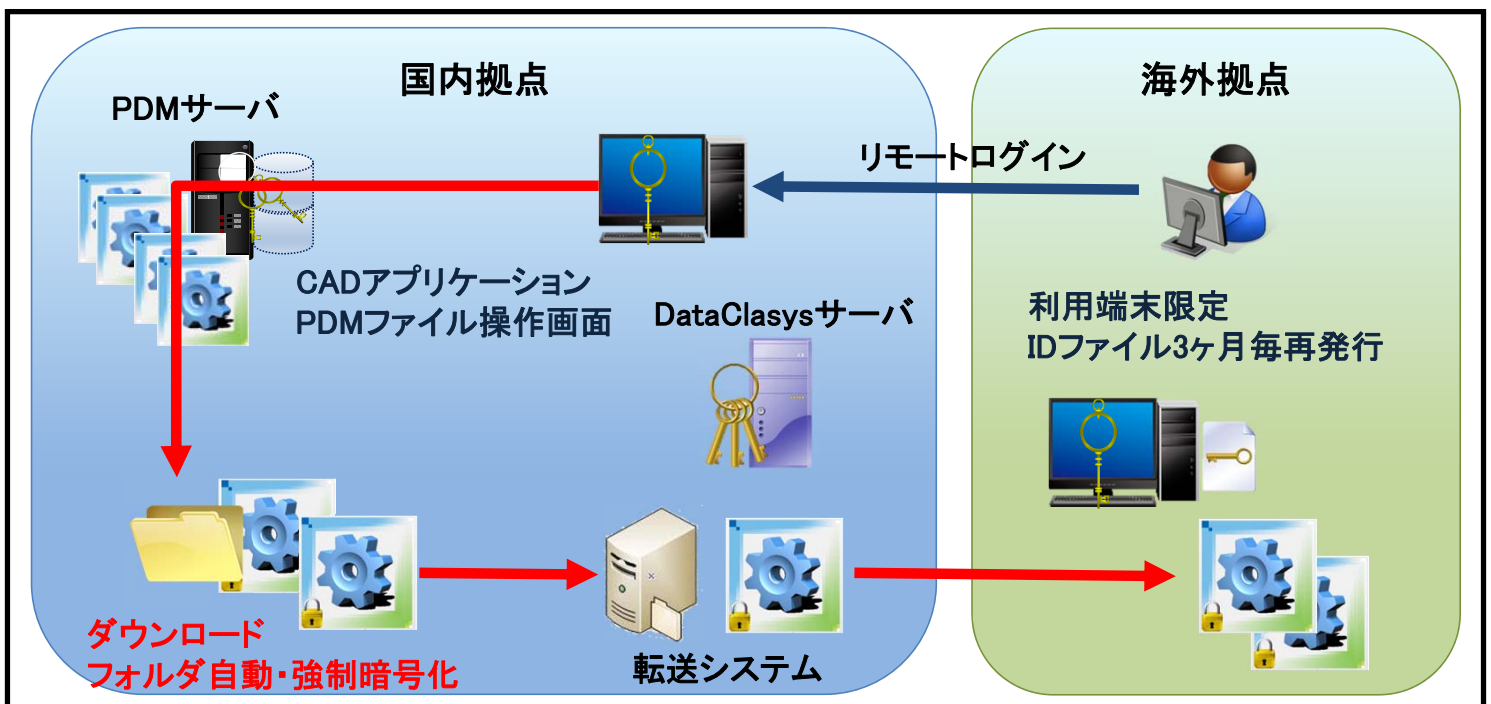 国内拠点
海外拠点
PDMサーバ
リモートログイン
CADアプリケーション
PDMファイル操作画面
DataClasysサーバ
利用端末限定
IDファイル3ヶ月毎再発行
ダウンロード
フォルダ自動・強制暗号化
転送システム